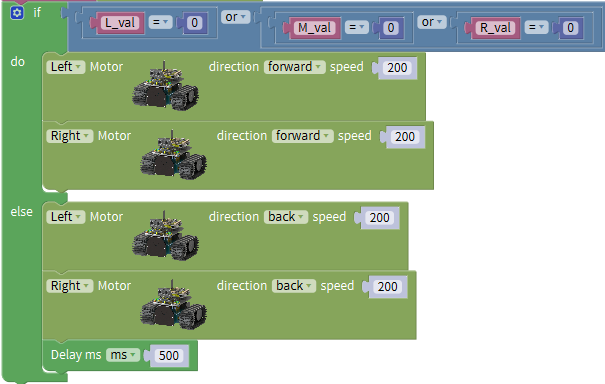 if L_val = 0 or M_val = 0 or R_val = 0
do Left Motor direction forward speed 200
Right Motor direction forward speed 200
else Left Motor direction back speed 200
Right Motor direction back speed 200
Delay ms ms 500